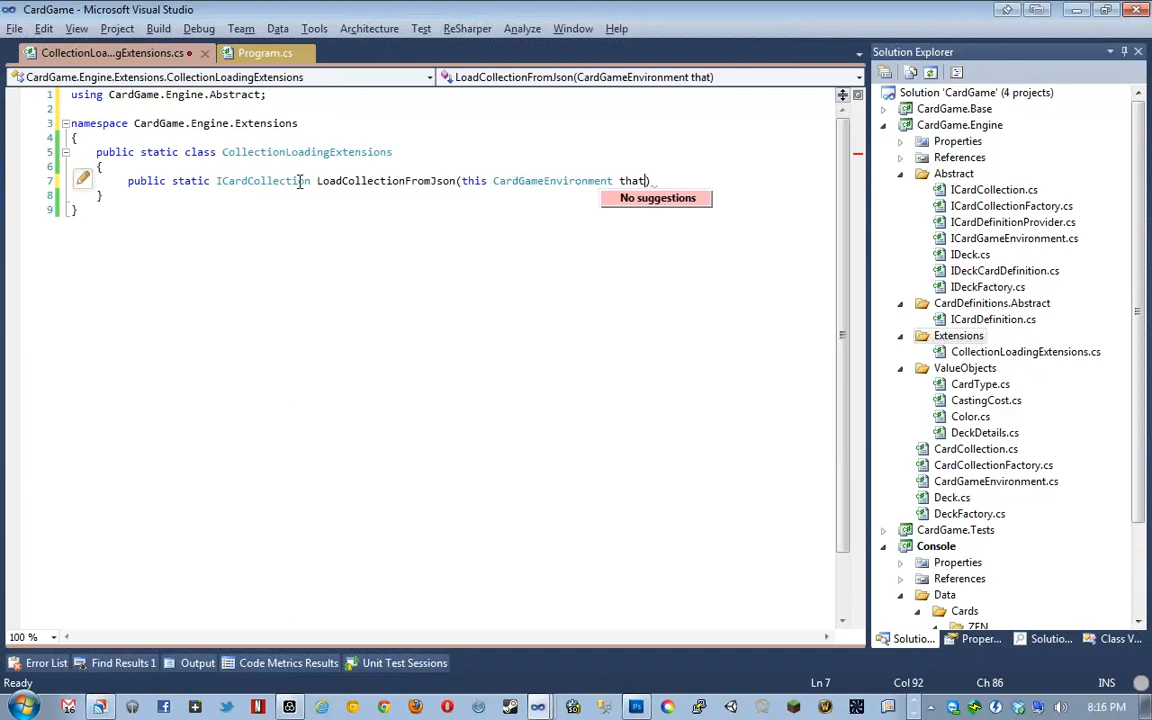 CardGame - Microsoft Visual Studio
File Edit View Project Build Debug Team Data Tools ReSharper Architecture Test Analyze Window Help
CollectionLoa...gExtensions.cs Program.cs
CardGame.Engine.Extensions.CollectionLoadingExtensions
LoadCollectionFromJson(CardGameEnvironment that)
1 using CardGame.Engine.Abstract;
2
3 namespace CardGame.Engine.Extensions
4 {
5 public static class CollectionLoadingExtensions
6 {
7 public static ICardCollection LoadCollectionFromJson(this CardGameEnvironment that)
8 }
9 }
No suggestions
100 %
Solution Explorer
Solution 'CardGame' (4 projects)
CardGame.Base
CardGame.Engine
Properties
References
Abstract
ICardCollection.cs
ICardCollectionFactory.cs
ICardDefinitionProvider.cs
ICardGameEnvironment.cs
IDeck.cs
IDeckCardDefinition.cs
IDeckFactory.cs
CardDefinitions.Abstract
ICardDefinition.cs
Extensions
CollectionLoadingExtensions.cs
ValueObjects
CardType.cs
CastingCost.cs
Color.cs
DeckDetails.cs
CardCollection.cs
CardCollectionFactory.cs
CardGameEnvironment.cs
Deck.cs
DeckFactory.cs
CardGame.Tests
Console
Properties
References
Data
Cards
ZEN
Solutio... Proper... Solutio... Class V...
Error List Find Results 1 Output Code Metrics Results Unit Test Sessions
Ready Ln 7 Col 92 Ch 86 INS
8:16 PM